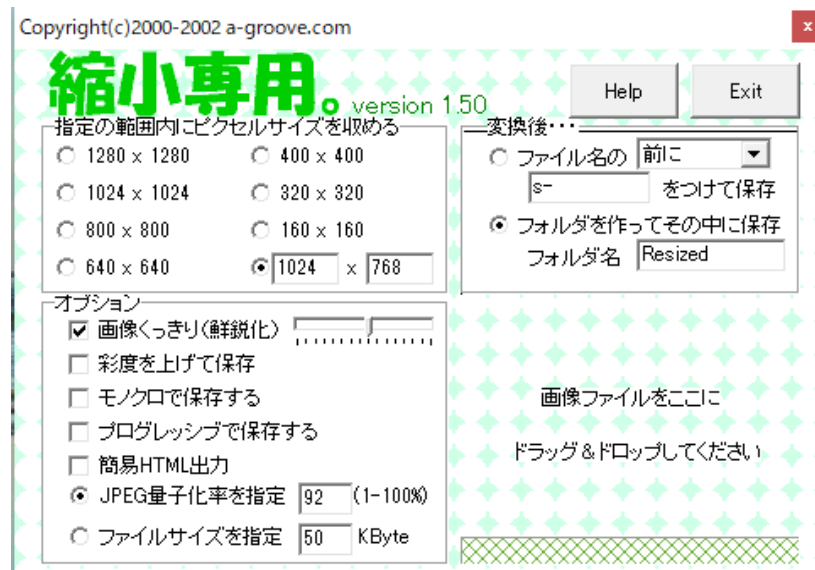 Copyright(c)2000-2002 a-groove.com
x
縮小専用。version 1.50
Help
Exit
指定の範囲内にピクセルサイズを収める
1280 x 1280
400 x 400
1024 x 1024
320 x 320
800 x 800
160 x 160
640 x 640
1024 x 768
変換後・・・
ファイル名の 前に
s- をつけて保存
フォルダを作ってその中に保存
フォルダ名 Resized
オプション
画像くっきり(鮮鋭化)
彩度を上げて保存
モノクロで保存する
プログレッシブで保存する
簡易HTML出力
JPEG量子化率を指定 92 (1-100%)
ファイルサイズを指定 50 KByte
画像ファイルをここに
ドラッグ&ドロップしてください